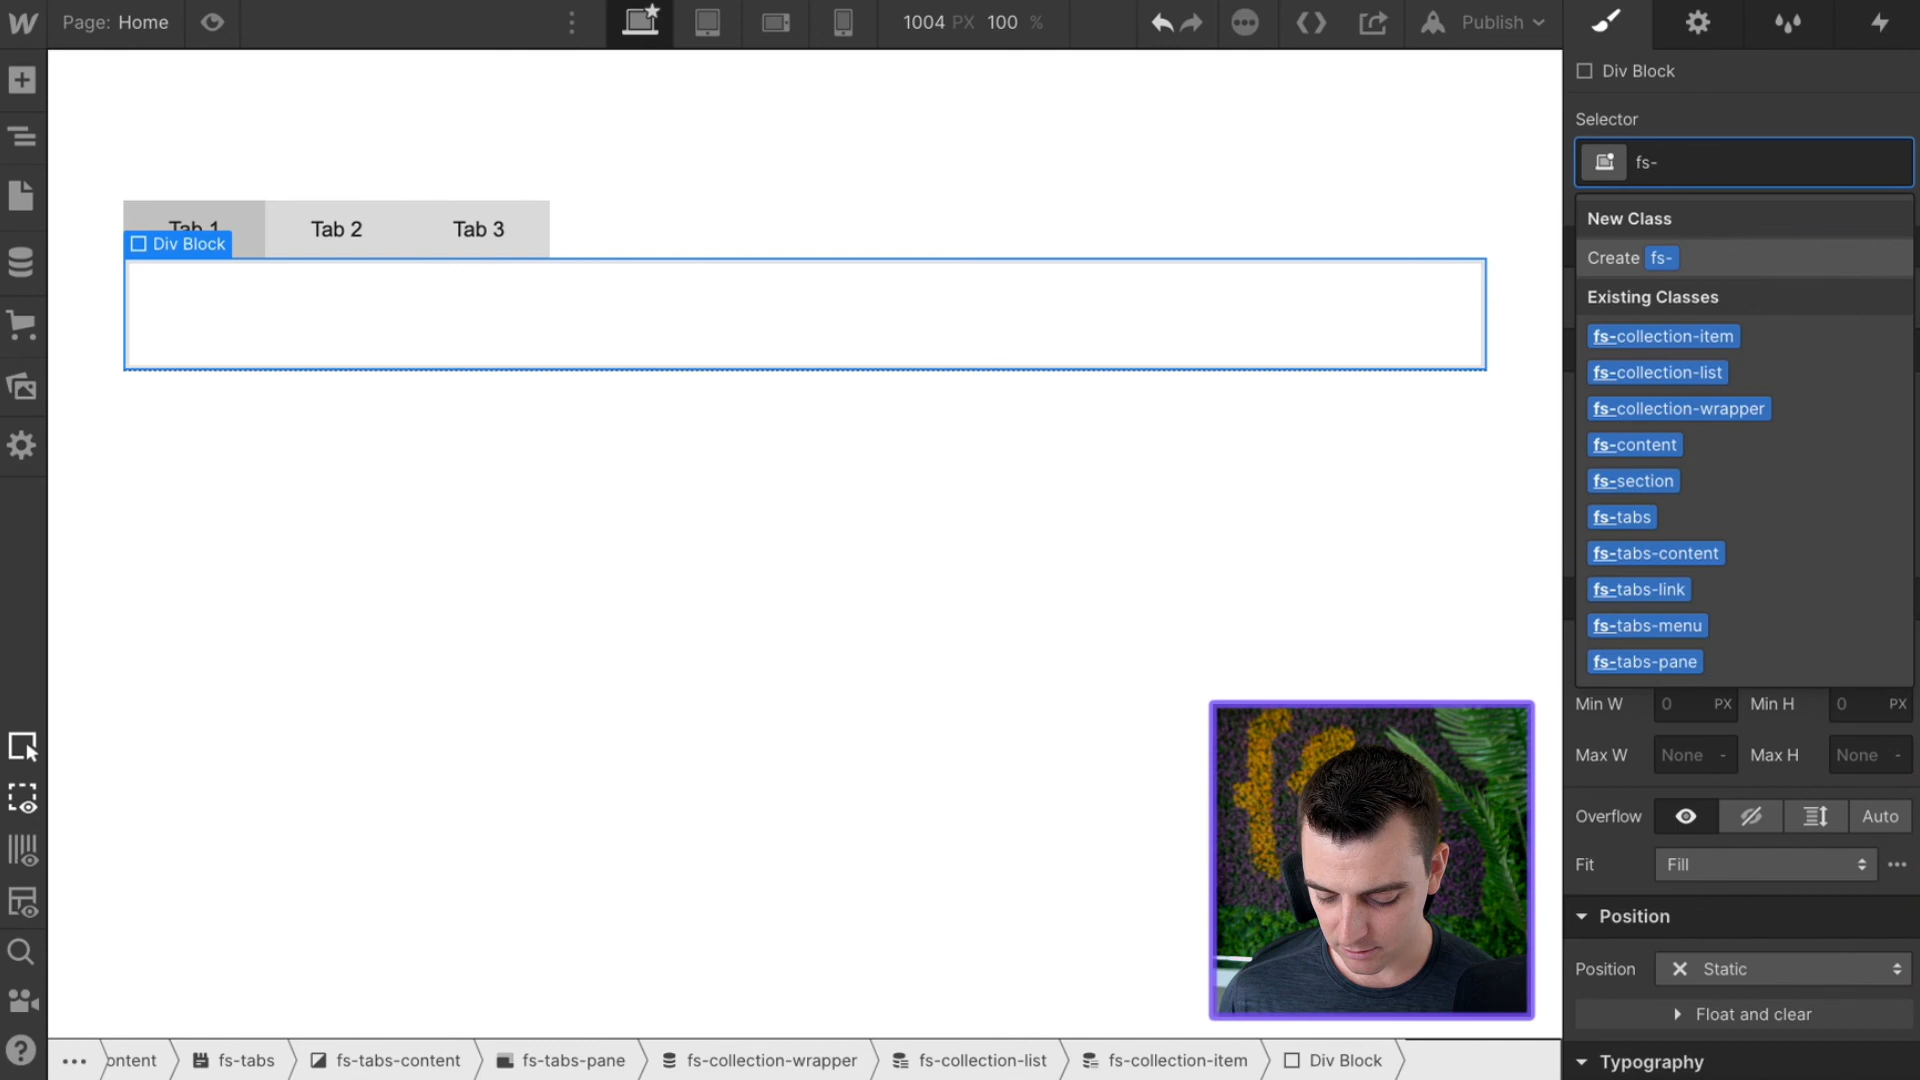 Page: Home
1004 PX 100 %
Publish
Div Block
Selector
fs-
New Class
Create fs-
Existing Classes
fs-collection-item
fs-collection-list
fs-collection-wrapper
fs-content
fs-section
fs-tabs
fs-tabs-content
fs-tabs-link
fs-tabs-menu
fs-tabs-pane
Tab 1
Tab 2
Tab 3
Div Block
Min W 0 PX Min H 0 PX
Max W None - Max H None -
Overflow Auto
Fit Fill
Position
Position Static
Float and clear
Typography
ontent fs-tabs fs-tabs-content fs-tabs-pane fs-collection-wrapper fs-collection-list fs-collection-item Div Block